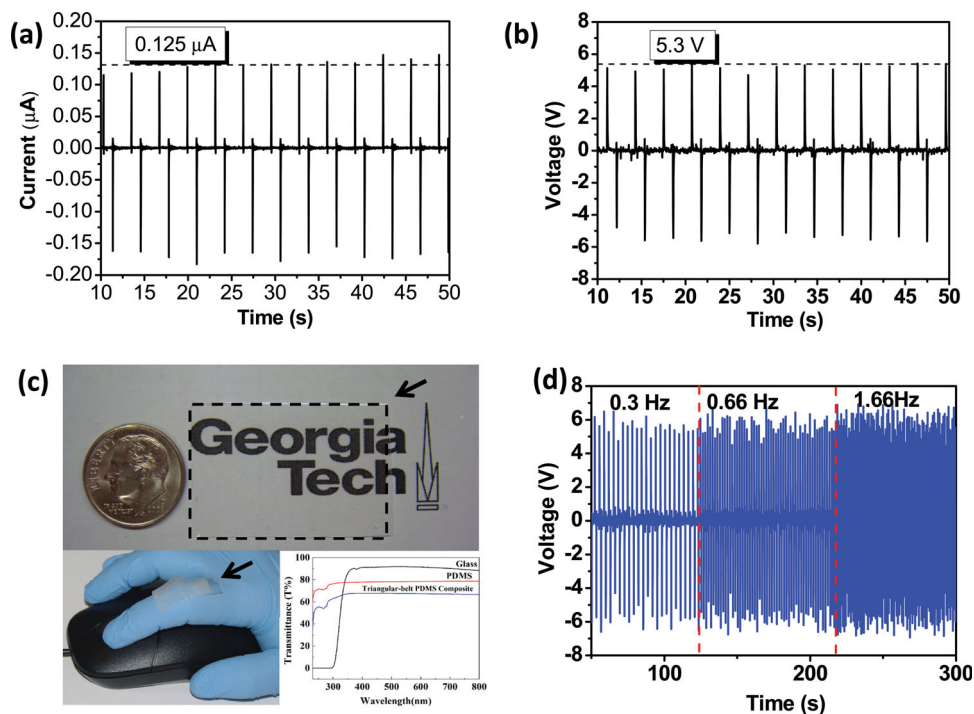 (a)
0.125 μA
Current (μA)
0.20
0.15
0.10
0.05
0.00
-0.05
-0.10
-0.15
-0.20
10 15 20 25 30 35 40 45 50
Time (s)
(b)
5.3 V
Voltage (V)
8
6
4
2
0
-2
-4
-6
-8
10 15 20 25 30 35 40 45 50
Time (s)
(c)
LIBERTY
Georgia
Tech
Transmittance (T%)
100
80
60
40
20
0
Glass
PDMS
Triangular-belt PDMS Composite
300 400 500 600 700 800
Wavelength(nm)
(d)
0.3 Hz 0.66 Hz 1.66Hz
Voltage (V)
8
6
4
2
0
-2
-4
-6
-8
100 200 300
Time (s)